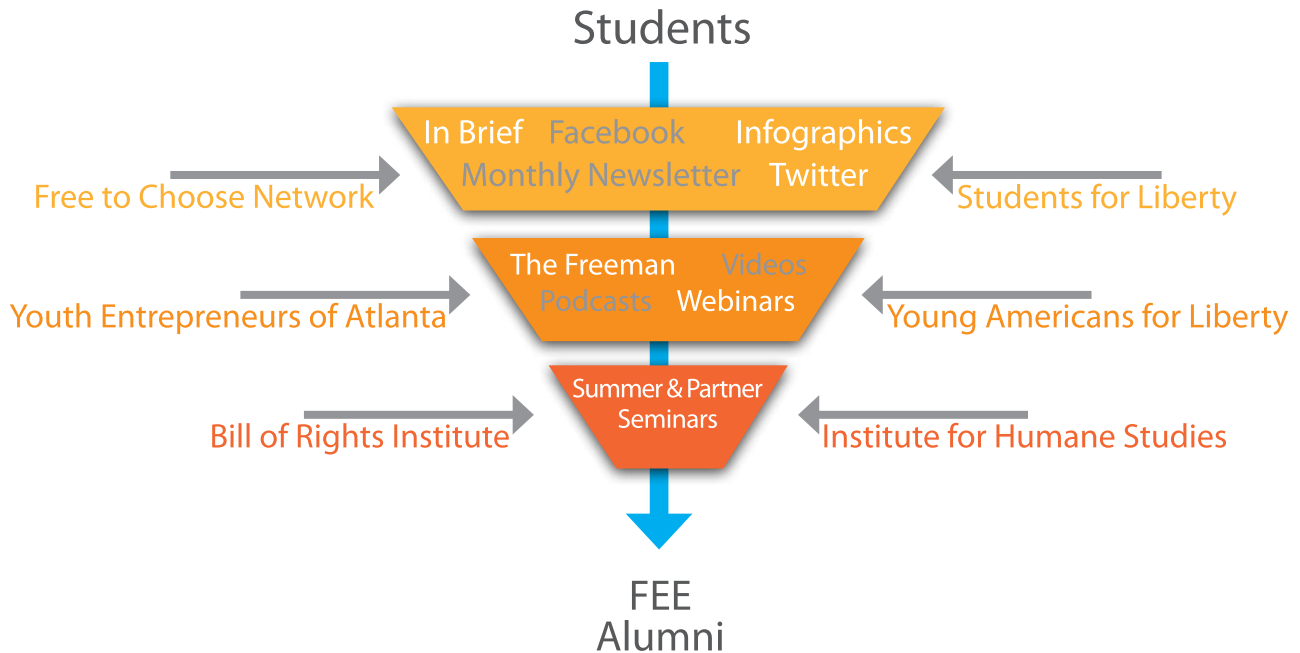 Students
In Brief Facebook Infographics
Monthly Newsletter Twitter
Free to Choose Network
Students for Liberty
The Freeman Videos
Podcasts Webinars
Youth Entrepreneurs of Atlanta
Young Americans for Liberty
Summer & Partner
Seminars
Bill of Rights Institute
Institute for Humane Studies
FEE
Alumni